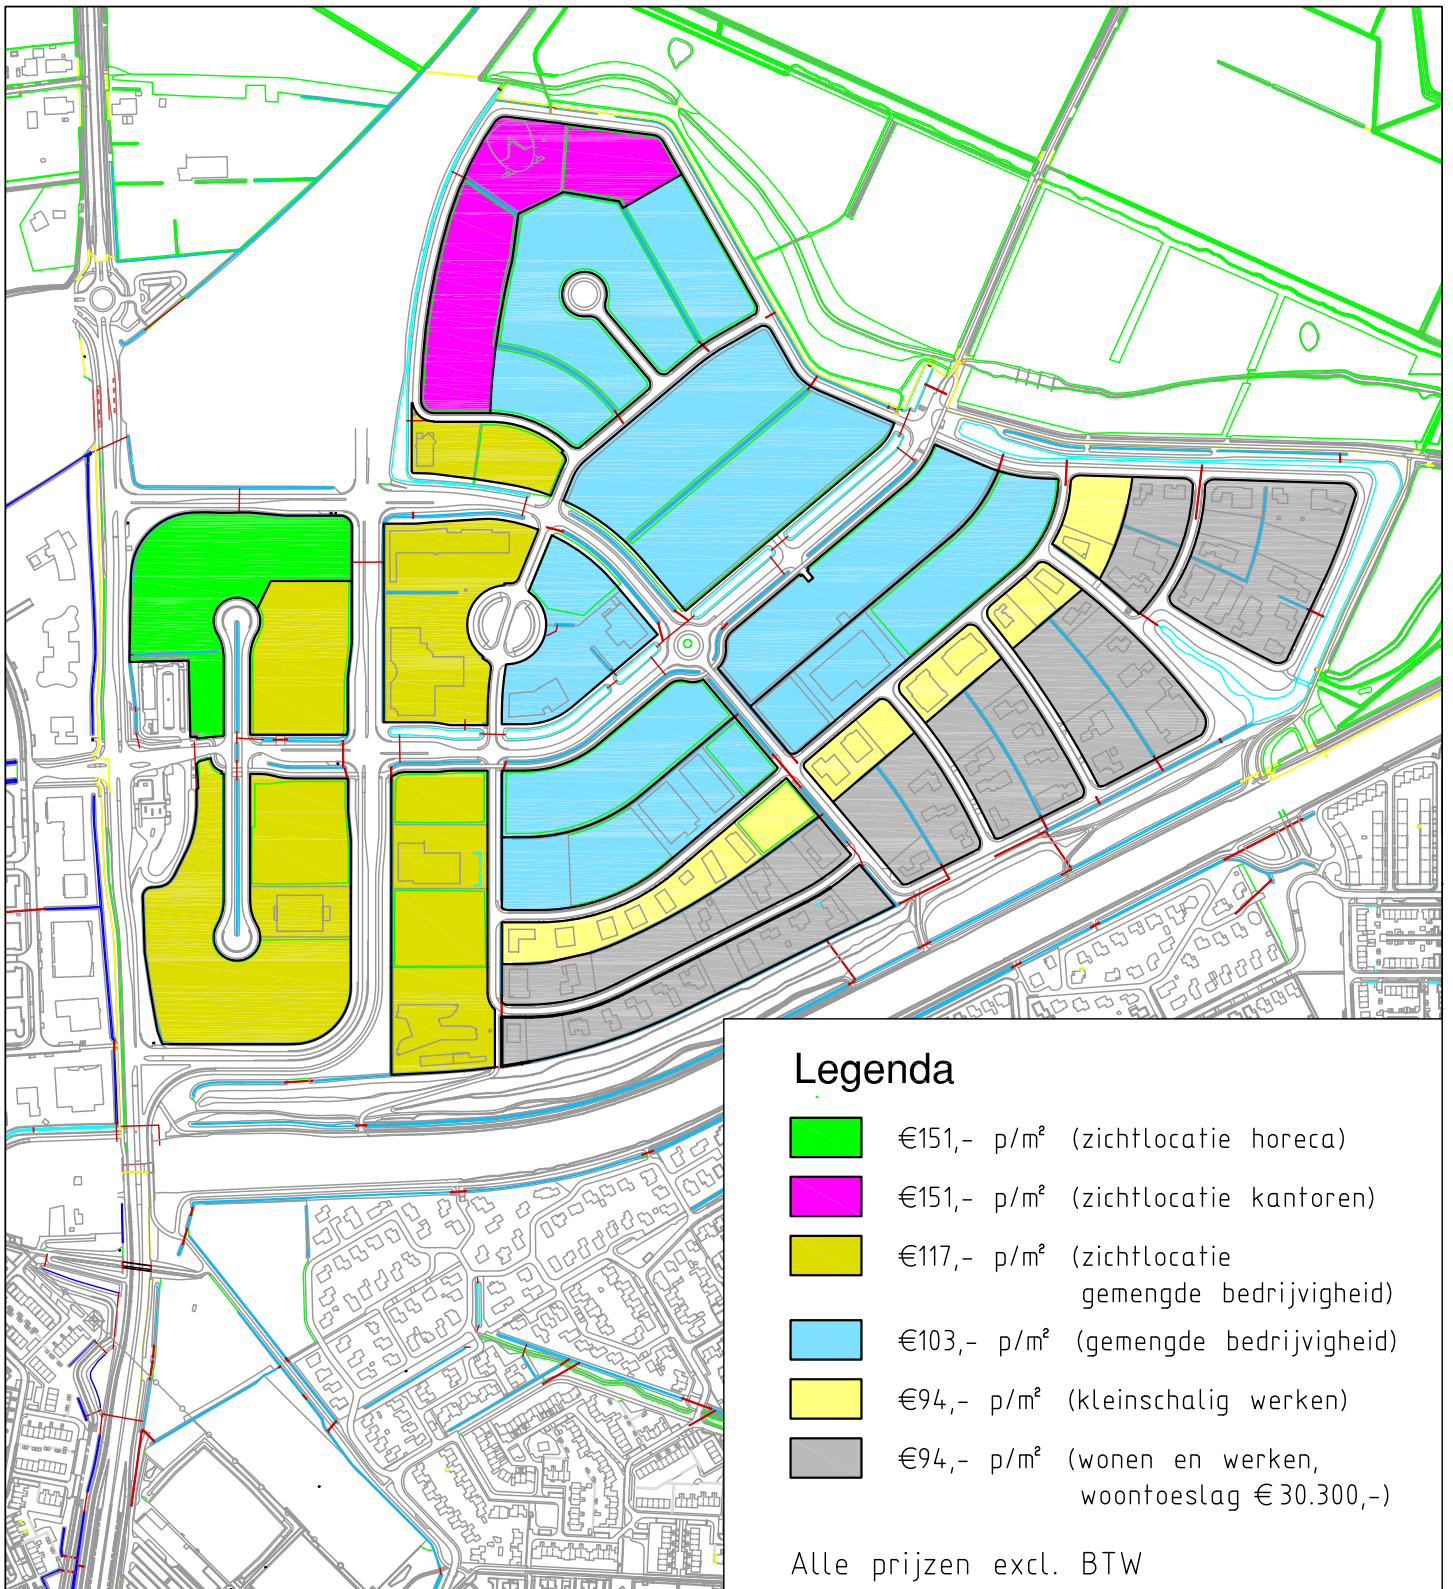 Legenda
€151,- p/m² (zichtlocatie horeca)
€151,- p/m² (zichtlocatie kantoren)
€117,- p/m² (zichtlocatie
gemengde bedrijvigheid)
€103,- p/m² (gemengde bedrijvigheid)
€94,- p/m² (kleinschalig werken)
€94,- p/m² (wonen en werken,
woontoeslag €30.300,-)
Alle prijzen excl. BTW